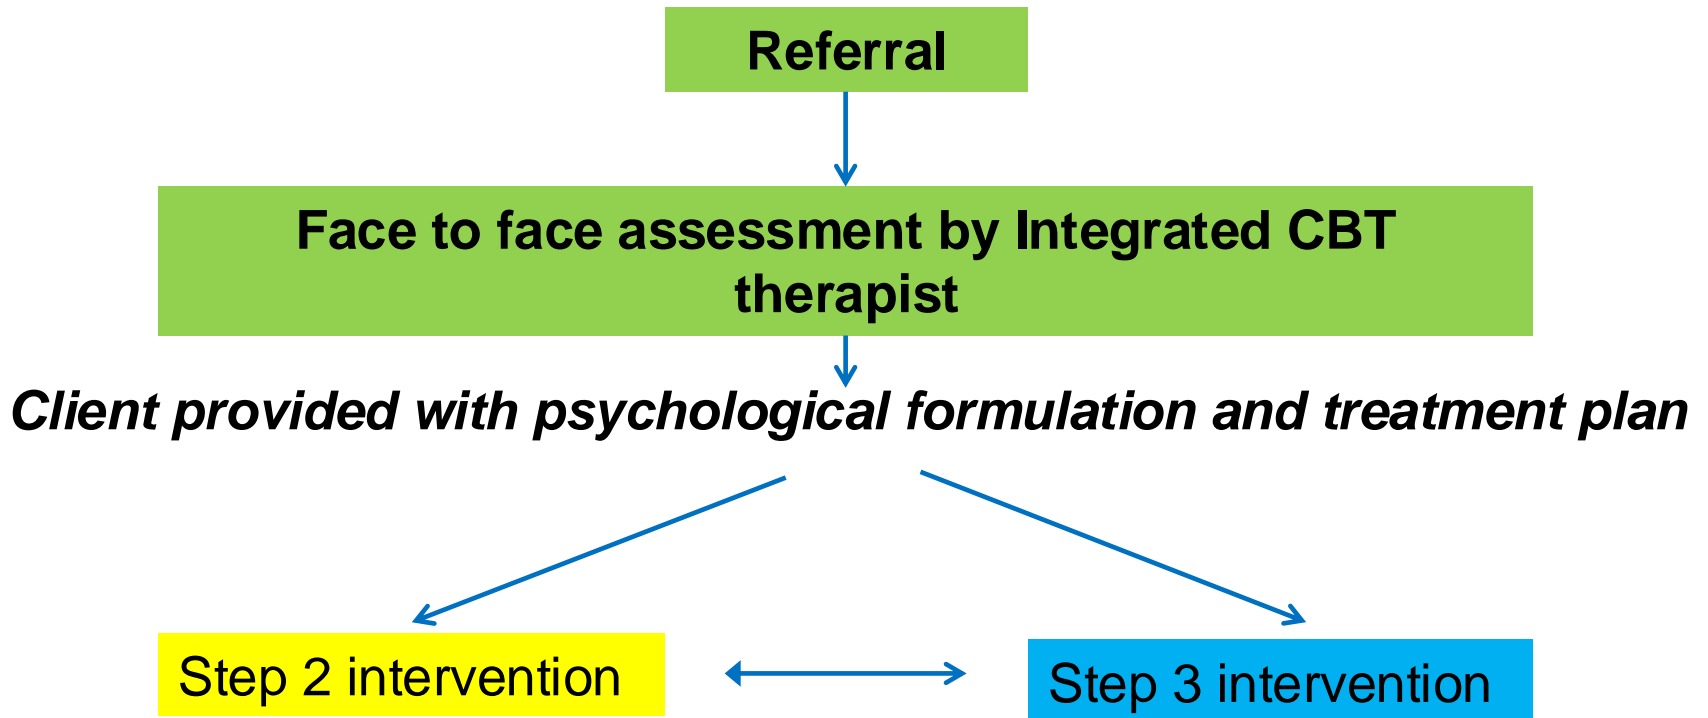 Referral
Face to face assessment by Integrated CBT
therapist
Client provided with psychological formulation and treatment plan
Step 2 intervention
Step 3 intervention